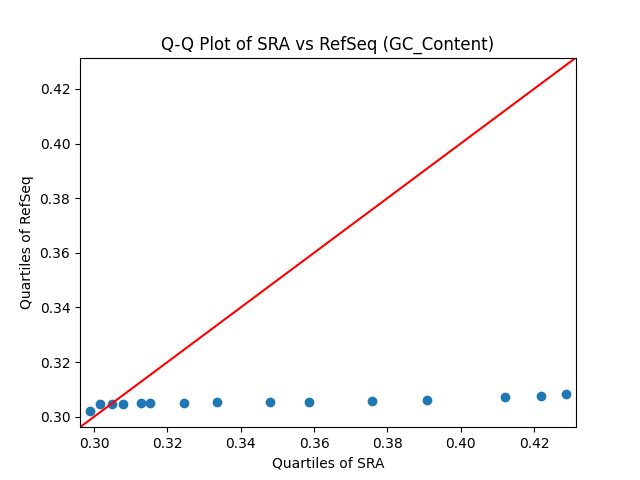 Q-Q Plot of SRA vs RefSeq (GC_Content)
Quartiles of RefSeq
0.42
0.40
0.38
0.36
0.34
0.32
0.30
0.30 0.32 0.34 0.36 0.38 0.40 0.42
Quartiles of SRA